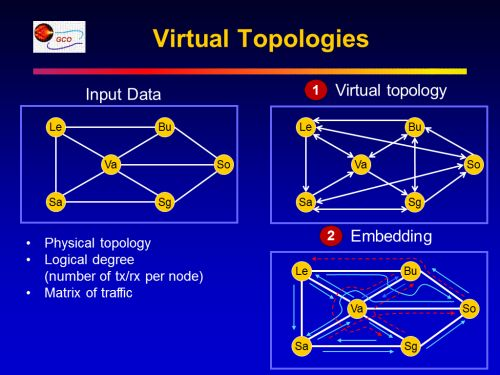 GCO
Virtual Topologies
Input Data
Le
Bu
Va
So
Sa
Sg
• Physical topology
• Logical degree
(number of tx/rx per node)
• Matrix of traffic
1 Virtual topology
Le
Bu
Va
So
Sa
Sg
2 Embedding
Le
Bu
Va
So
Sa
Sg